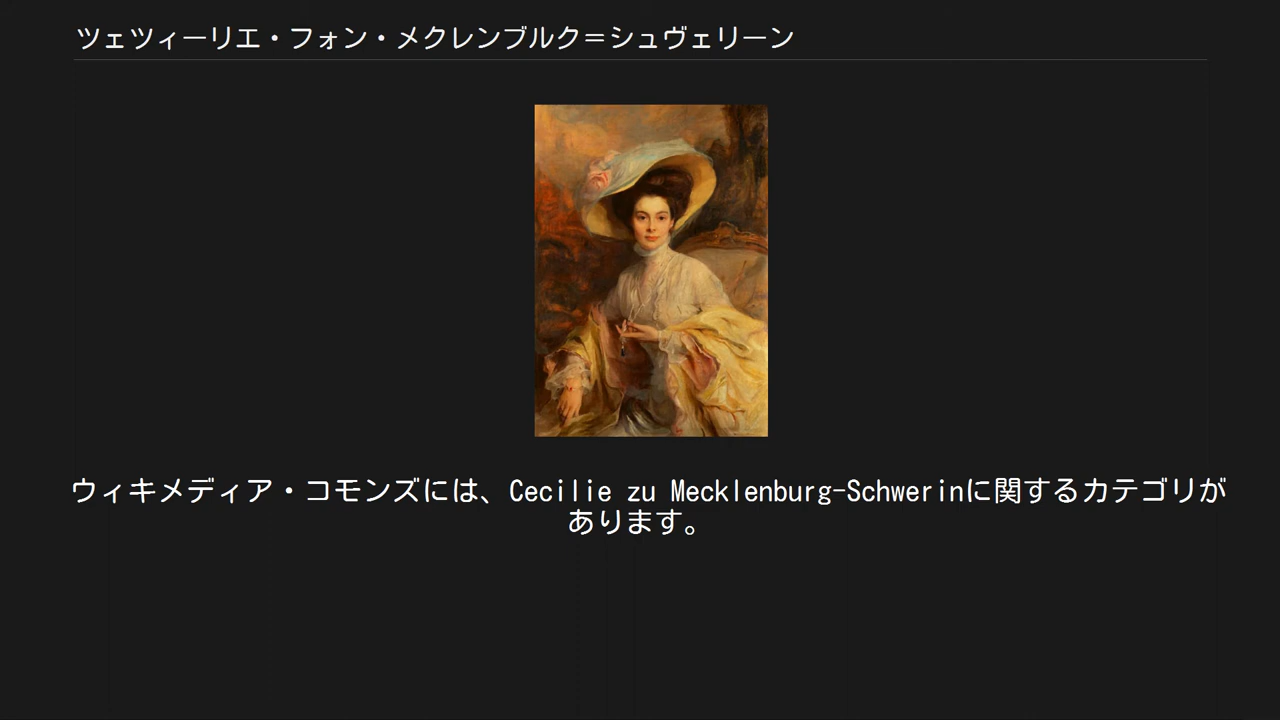 ツェツィーリエ・フォン・メクレンブルク＝シュヴェリーン
ウィキメディア・コモンズには、Cecilie zu Mecklenburg-Schwerinに関するカテゴリが
あります。